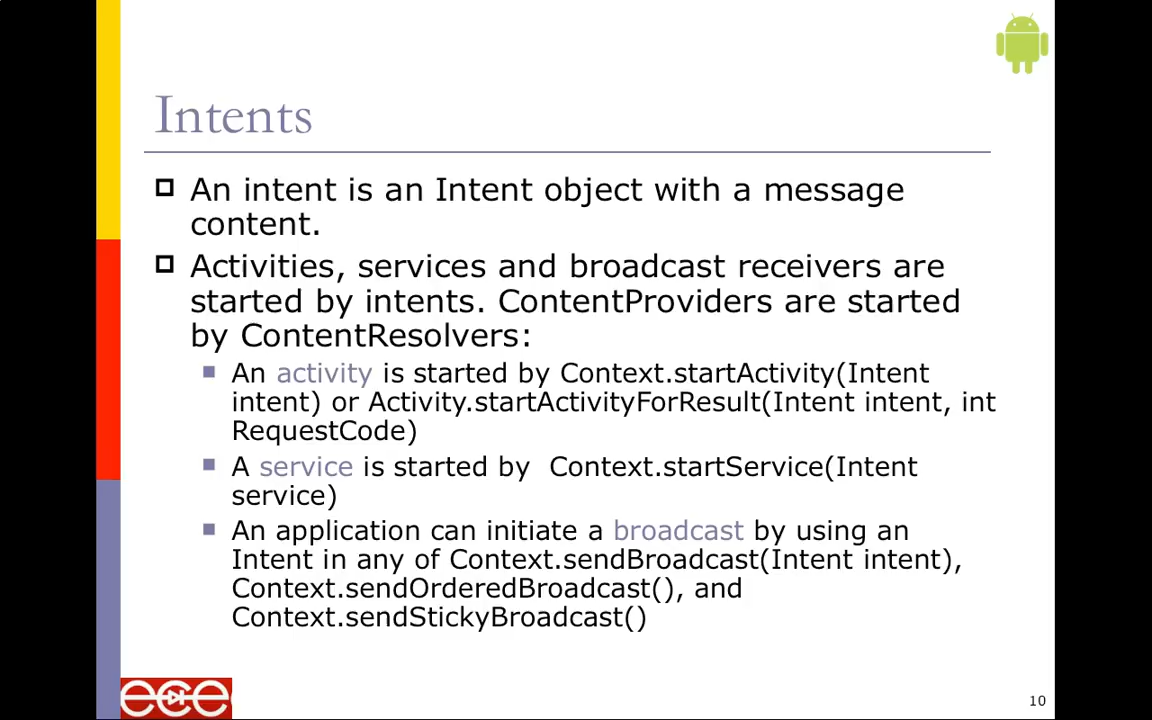 Intents
An intent is an Intent object with a message
content.
Activities, services and broadcast receivers are
started by intents. ContentProviders are started
by ContentResolvers:
An activity is started by Context.startActivity(Intent
intent) or Activity.startActivityForResult(Intent intent, int
RequestCode)
A service is started by  Context.startService(Intent
service)
An application can initiate a broadcast by using an
Intent in any of Context.sendBroadcast(Intent intent),
Context.sendOrderedBroadcast(), and
Context.sendStickyBroadcast()
ece
10